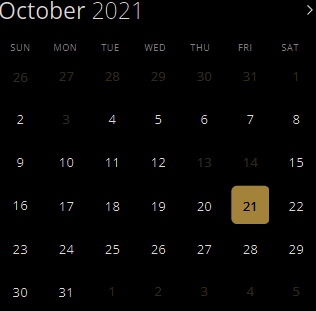 October 2021 >
SUN MON TUE WED THU FRI SAT
26 27 28 29 30 31 1
2 3 4 5 6 7 8
9 10 11 12 13 14 15
16 17 18 19 20 21 22
23 24 25 26 27 28 29
30 31 1 2 3 4 5